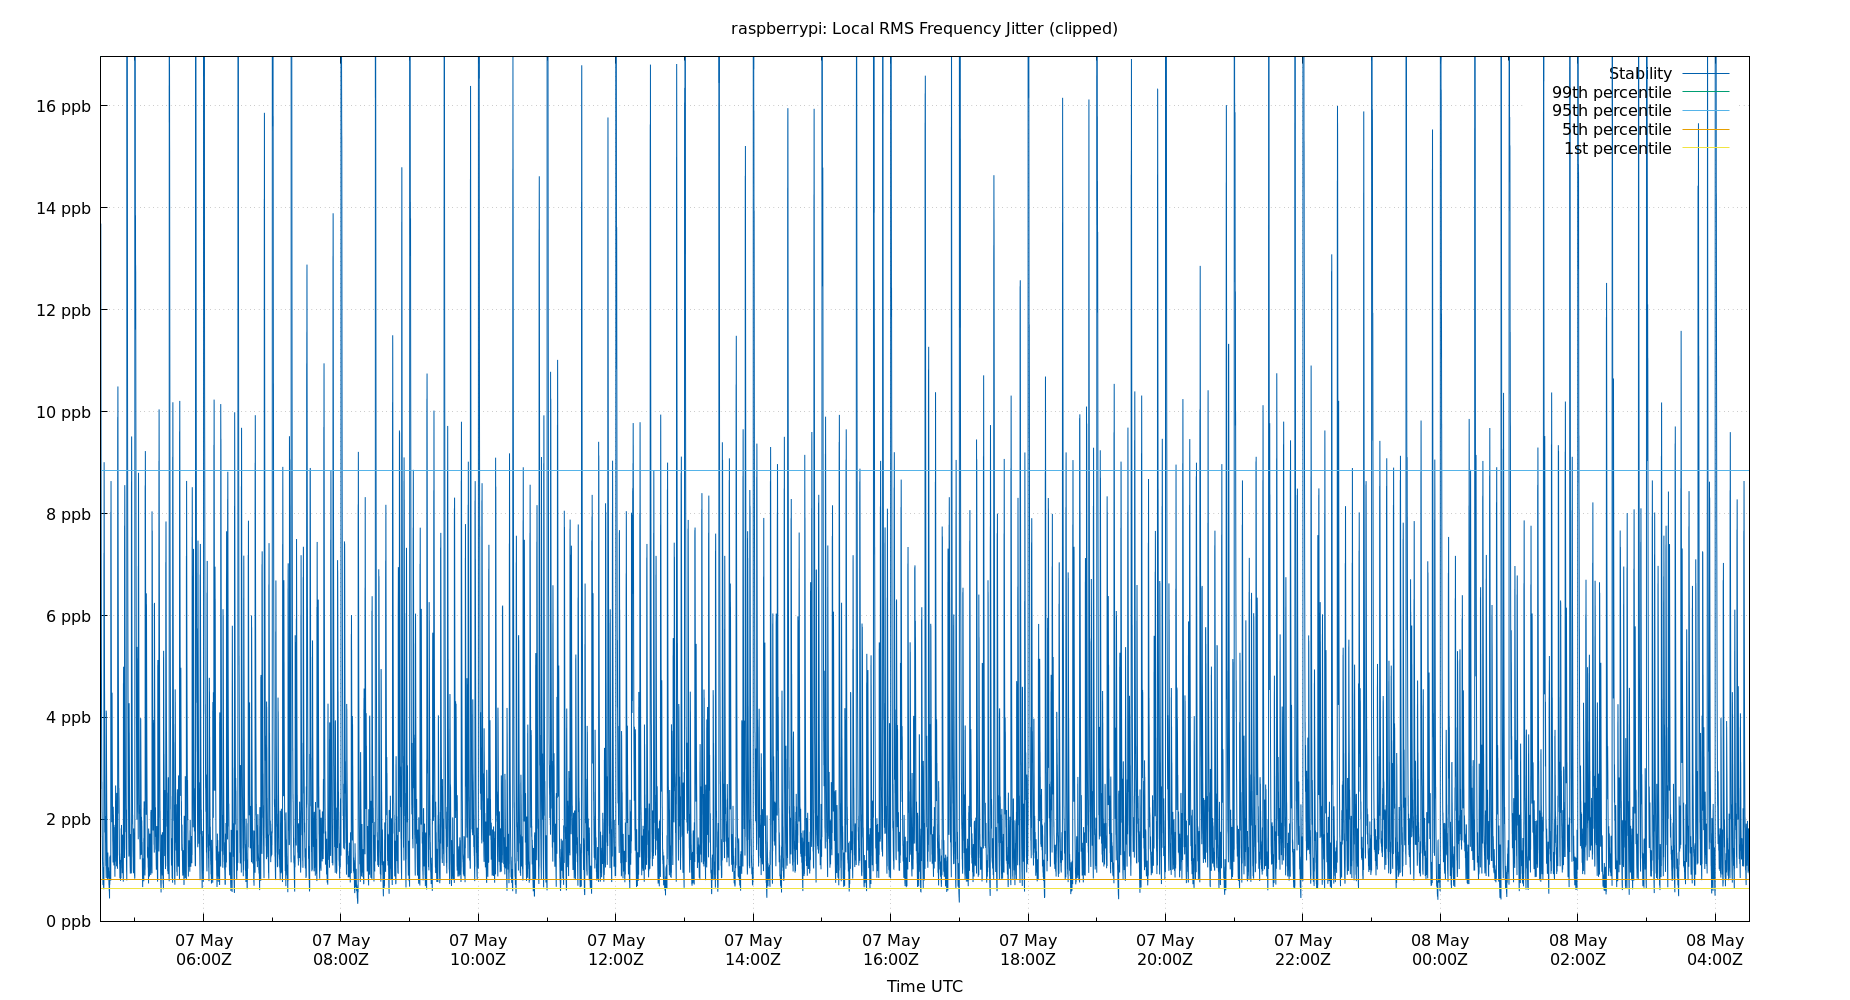 raspberrypi: Local RMS Frequency Jitter (clipped)
Stability
99th percentile
95th percentile
5th percentile
1st percentile
16 ppb
14 ppb
12 ppb
10 ppb
8 ppb
6 ppb
4 ppb
2 ppb
0 ppb
07 May 07 May 07 May 07 May 07 May 07 May 07 May 07 May 07 May 08 May 08 May 08 May
06:00Z 08:00Z 10:00Z 12:00Z 14:00Z 16:00Z 18:00Z 20:00Z 22:00Z 00:00Z 02:00Z 04:00Z
Time UTC